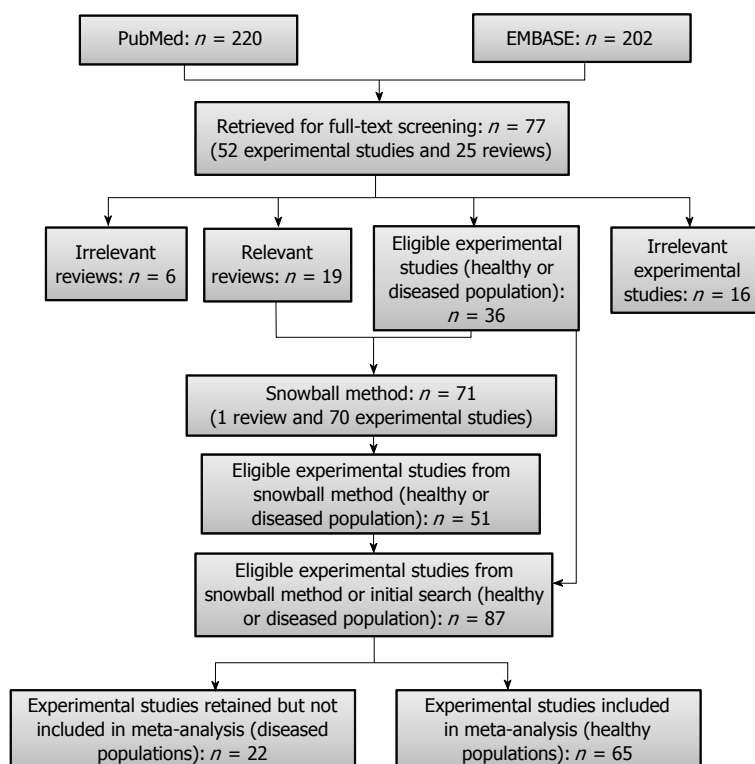 PubMed: n = 220
EMBASE: n = 202
Retrieved for full-text screening: n = 77
(52 experimental studies and 25 reviews)
Irrelevant
reviews: n = 6
Relevant
reviews: n = 19
Eligible experimental
studies (healthy or
diseased population):
n = 36
Irrelevant
experimental
studies: n = 16
Snowball method: n = 71
(1 review and 70 experimental studies)
Eligible experimental studies from
snowball method (healthy or
diseased population): n = 51
Eligible experimental studies from
snowball method or initial search (healthy
or diseased population): n = 87
Experimental studies retained but not
included in meta-analysis (diseased
populations): n = 22
Experimental studies included
in meta-analysis (healthy
populations): n = 65